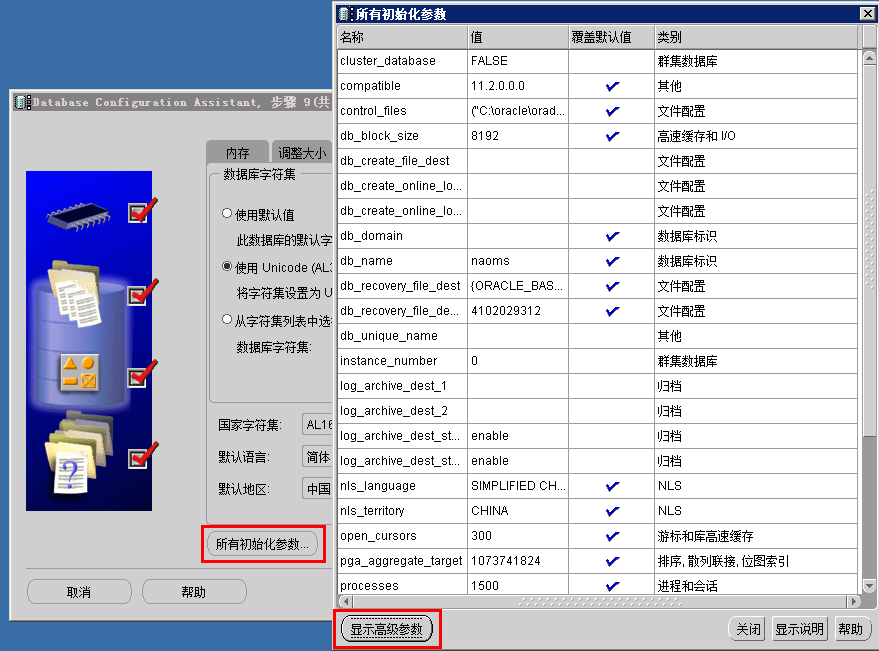 Database Configuration Assistant, 步骤 9(共
内存 调整大小
数据库字符集
使用默认值
此数据库的默认字
使用 Unicode (AL3
将字符集设置为 U
从字符集列表中选
数据库字符集:
国家字符集: AL16
默认语言: 简体
默认地区: 中国
所有初始化参数...
取消 帮助
所有初始化参数
名称 值 覆盖默认值 类别
cluster_database FALSE 群集数据库
compatible 11.2.0.0.0 其他
control_files ("C:\oracle\orad... 文件配置
db_block_size 8192 高速缓存和 I/O
db_create_file_dest 文件配置
db_create_online_lo... 文件配置
db_create_online_lo... 文件配置
db_domain 数据库标识
db_name naoms 数据库标识
db_recovery_file_dest {ORACLE_BAS... 文件配置
db_recovery_file_de... 4102029312 文件配置
db_unique_name 其他
instance_number 0 群集数据库
log_archive_dest_1 归档
log_archive_dest_2 归档
log_archive_dest_st... enable 归档
log_archive_dest_st... enable 归档
nls_language SIMPLIFIED CH... NLS
nls_territory CHINA NLS
open_cursors 300 游标和库高速缓存
pga_aggregate_target 1073741824 排序, 散列联接, 位图索引
processes 1500 进程和会话
显示高级参数 关闭 显示说明 帮助